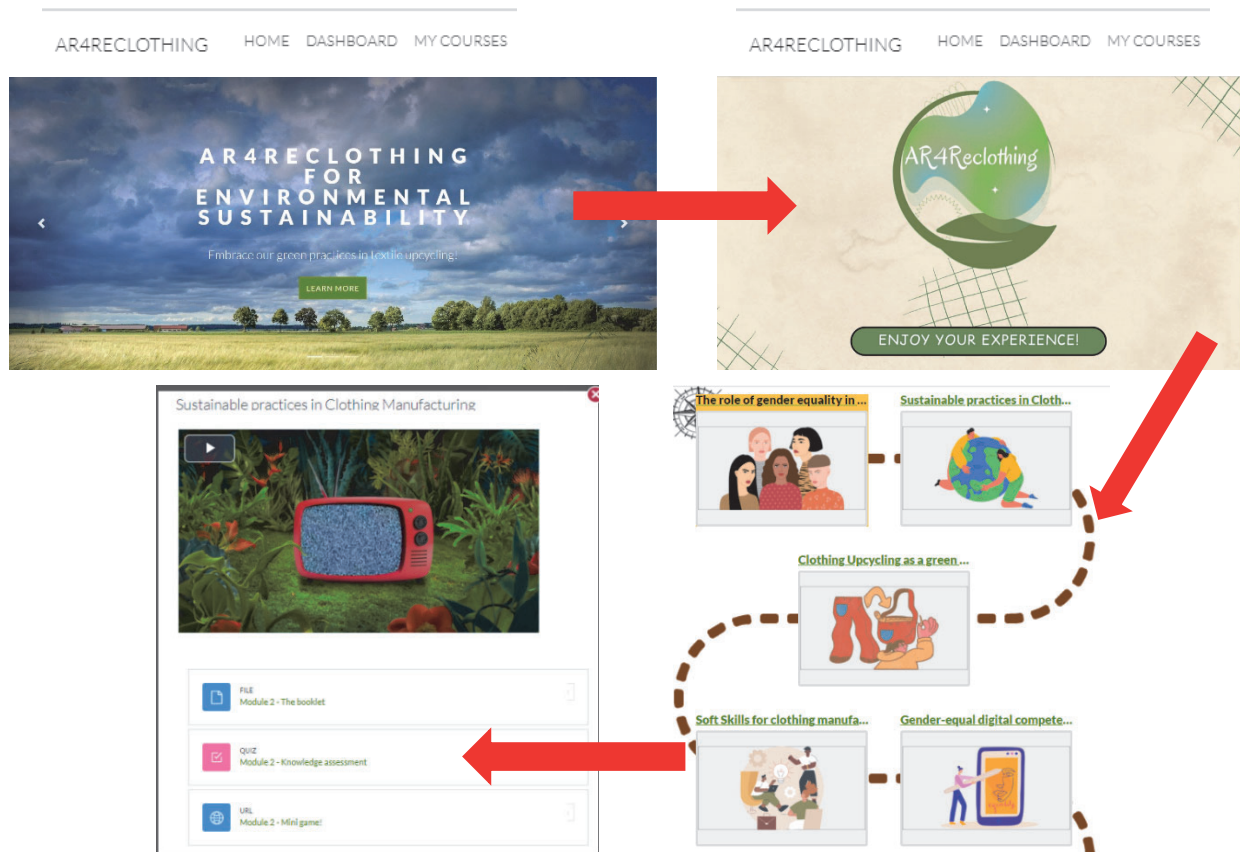 AR4RECLOTHING HOME DASHBOARD MY COURSES
AR4RECLOTHING
FOR
ENVIRONMENTAL
SUSTAINABILITY
Embrace our green practices in textile upcycling!
LEARN MORE
AR4RECLOTHING HOME DASHBOARD MY COURSES
AR4Reclothing
ENJOY YOUR EXPERIENCE!
The role of gender equality in ...
Sustainable practices in Cloth...
Clothing Upcycling as a green ...
Soft Skills for clothing manufa...
Gender-equal digital compete...
Sustainable practices in Clothing Manufacturing
FILE
Module 2 - The booklet
QUIZ
Module 2 - Knowledge assessment
URL
Module 2 - Mini game!